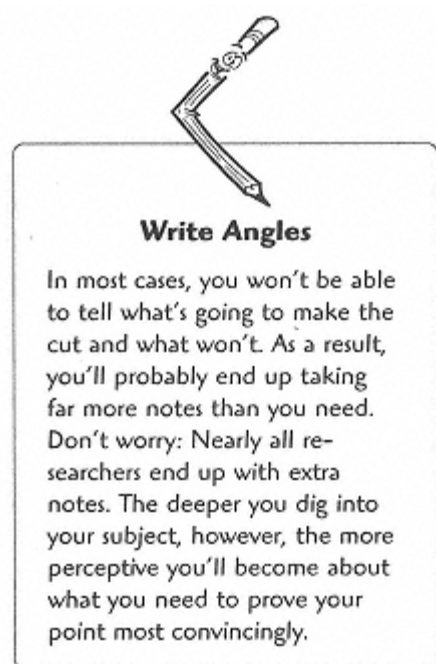 Write Angles
In most cases, you won't be able
to tell what's going to make the
cut and what won't. As a result,
you'll probably end up taking
far more notes than you need.
Don't worry: Nearly all re-
searchers end up with extra
notes. The deeper you dig into
your subject, however, the more
perceptive you'll become about
what you need to prove your
point most convincingly.